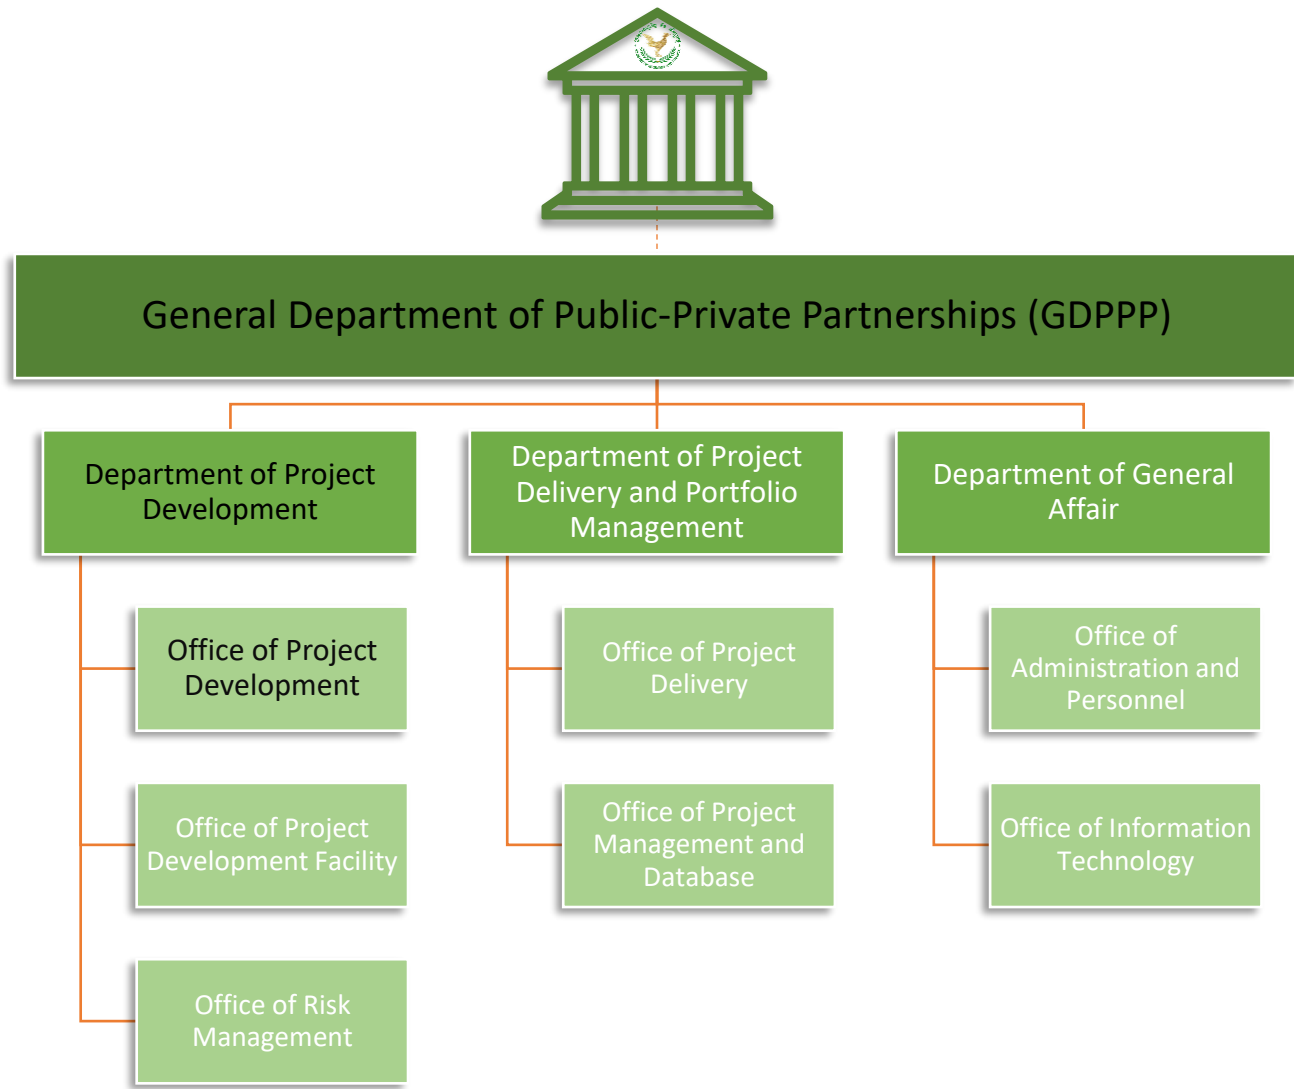 General Department of Public-Private Partnerships (GDPPP)
Department of Project
Development
Department of Project
Delivery and Portfolio
Management
Department of General
Affair
Office of Project
Development
Office of Project
Delivery
Office of
Administration and
Personnel
Office of Project
Development Facility
Office of Project
Management and
Database
Office of Information
Technology
Office of Risk
Management